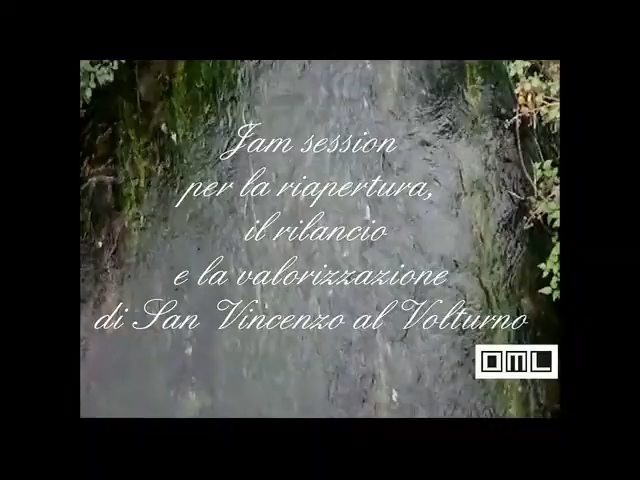 Jam session
per la riapertura,
il rilancio
e la valorizzazione
di San Vincenzo al Volturno
OML